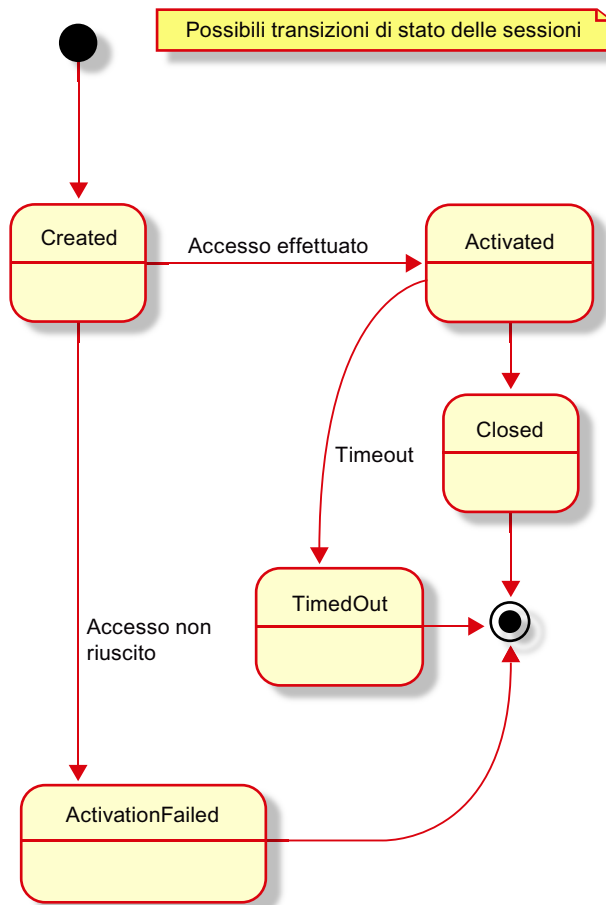 Possibili transizioni di stato delle sessioni
Created
Accesso effettuato
Activated
Closed
Timeout
TimedOut
Accesso non
riuscito
ActivationFailed